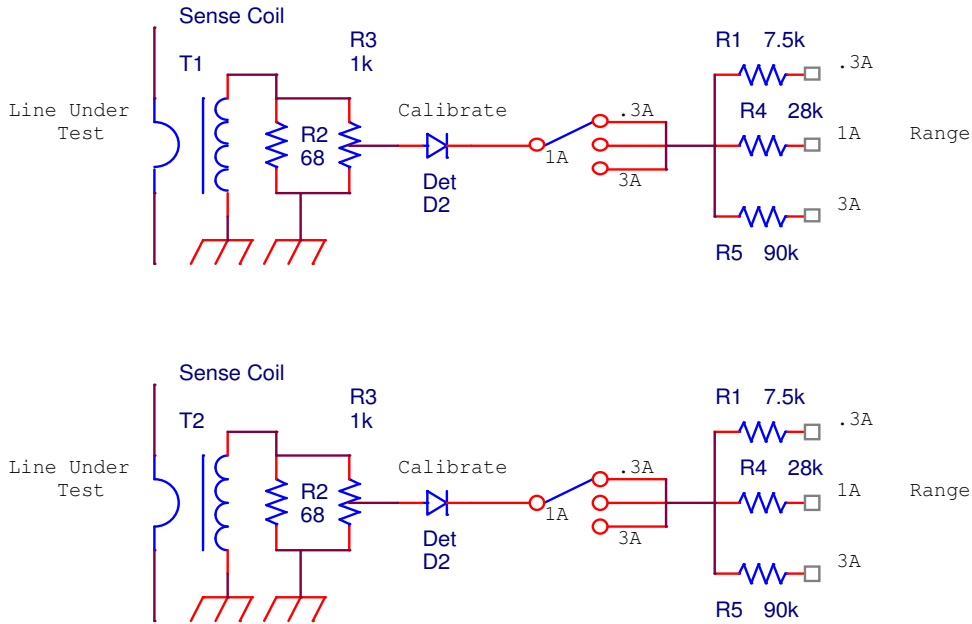 Sense Coil
T1
R3
1k
R1 7.5k
.3A
Line Under
Test
R2
68
Calibrate
.3A
1A
3A
Det
D2
R4 28k
1A
Range
3A
R5 90k
Sense Coil
T2
R3
1k
R1 7.5k
.3A
Line Under
Test
R2
68
Calibrate
.3A
1A
3A
Det
D2
R4 28k
1A
Range
3A
R5 90k